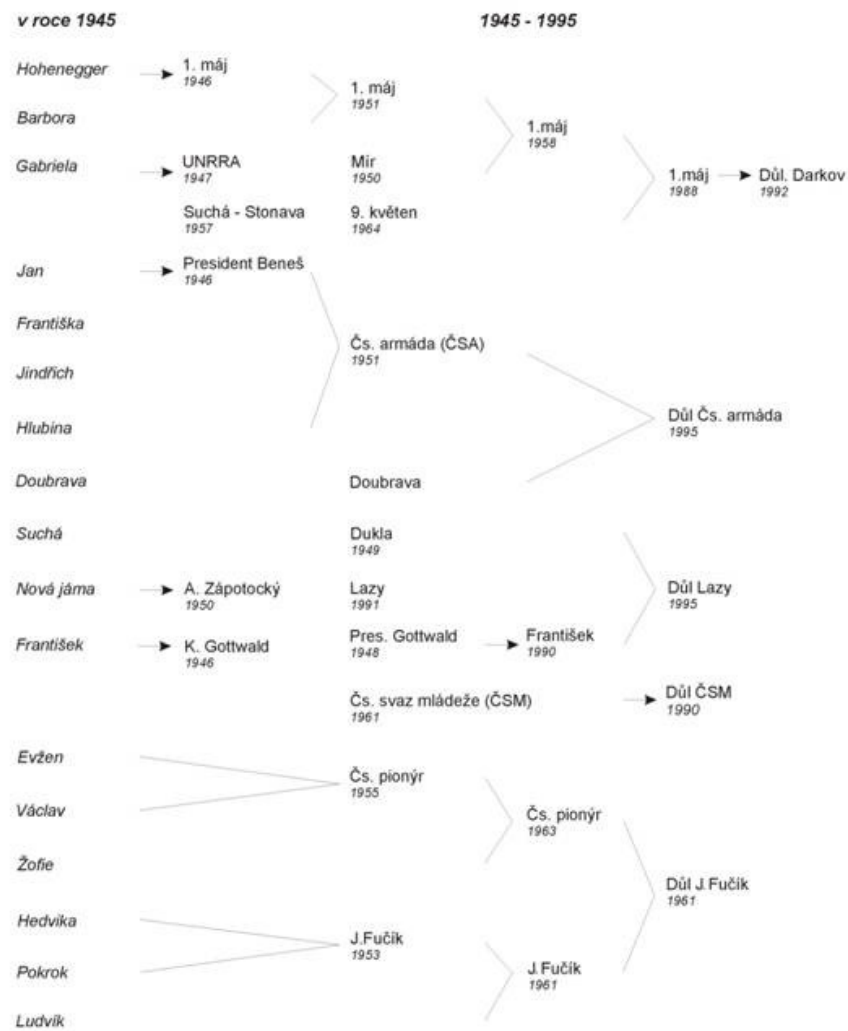 v roce 1945
1945 - 1995
Hohenegger
1. máj
1946
1. máj
1951
Barbora
1.máj
1958
Gabriela
UNRRA
1947
Mír
1950
1.máj
1988
Důl. Darkov
1992
Suchá - Stonava
1957
9. květen
1964
Jan
President Beneš
1946
Františka
Čs. armáda (ČSA)
1951
Jindřich
Důl Čs. armáda
1995
Hlubina
Doubrava
Doubrava
Suchá
Dukla
1949
Nová jáma
A. Zápotocký
1950
Lazy
1991
Důl Lazy
1995
František
K. Gottwald
1946
Pres. Gottwald
1948
František
1990
Čs. svaz mládeže (ČSM)
1961
Důl ČSM
1990
Evžen
Čs. pionýr
1955
Václav
Čs. pionýr
1963
Žofie
Důl J.Fučík
1961
Hedvika
J.Fučík
1953
Pokrok
J.Fučík
1961
Ludvík